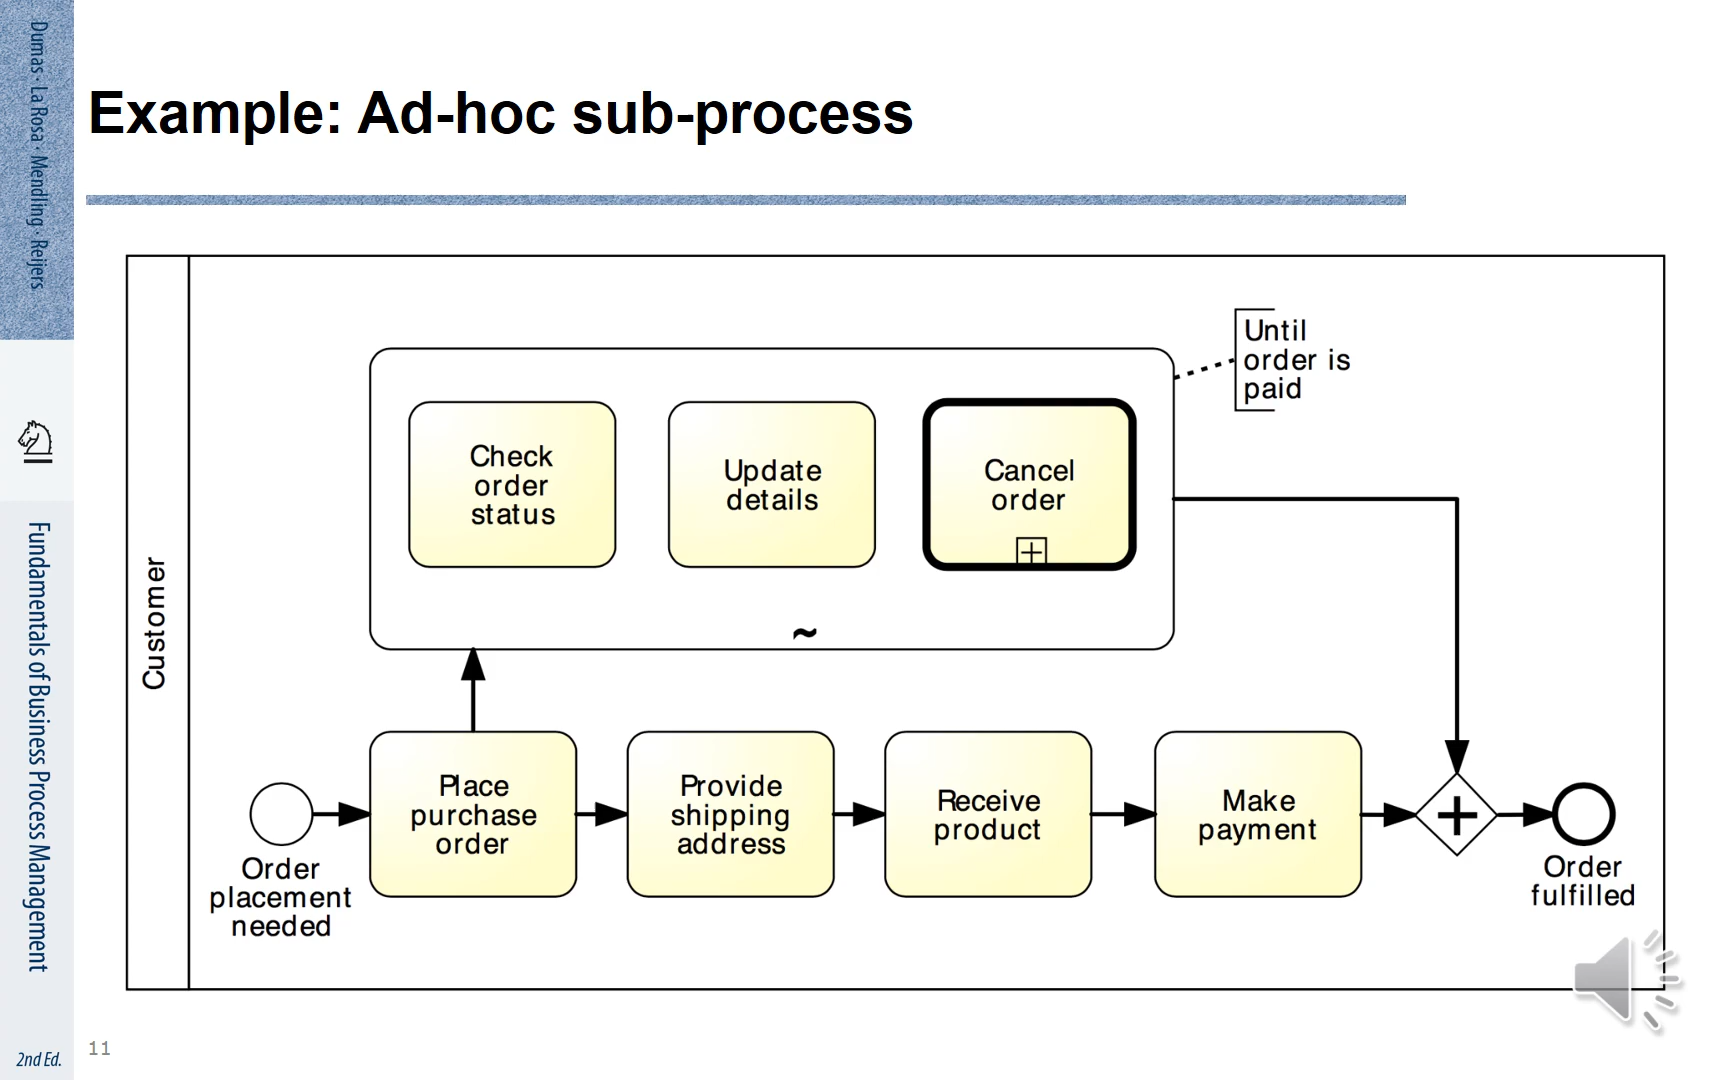 Dumas · La Rosa · Mendling · Reijers
Fundamentals of Business Process Management
2nd Ed.
Example: Ad-hoc sub-process
Customer
Until
order is
paid
Check
order
status
Update
details
Cancel
order
~
Order
placement
needed
Place
purchase
order
Provide
shipping
address
Receive
product
Make
payment
Order
fulfilled
11